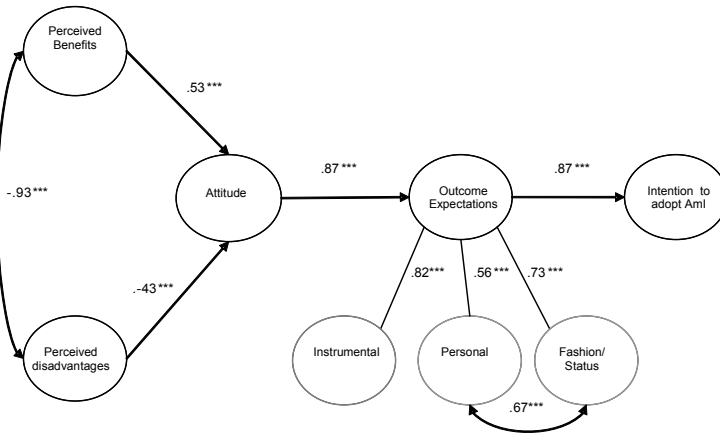 Perceived
Benefits
.53 ***
-.93 ***
Attitude
.87 ***
Outcome
Expectations
.87 ***
Intention to
adopt AmI
.-43 ***
.82***
.56 ***
.73 ***
Perceived
disadvantages
Instrumental
Personal
Fashion/
Status
.67***